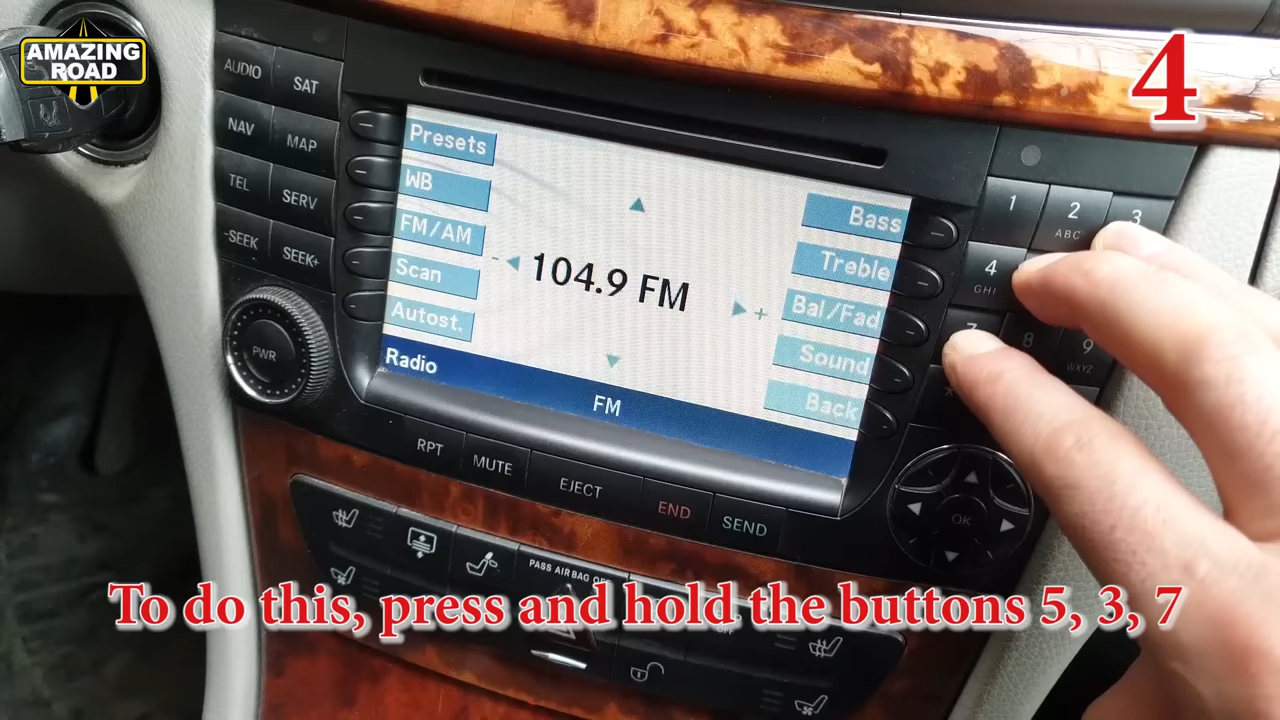 AMAZING
ROAD
4
AUDIO
SAT
NAV
MAP
TEL
SERV
-SEEK
SEEK+
PWR
Presets
WB
FM/AM
Scan
Autost.
104.9 FM
+
Bass
Treble
Bal/Fad
Sound
Back
Radio
FM
1
2
ABC
3
4
GHI
7
8
9
WXYZ
*
OK
RPT
MUTE
EJECT
END
SEND
PASS AIRBAG OFF
OFF
To do this, press and hold the buttons 5, 3, 7